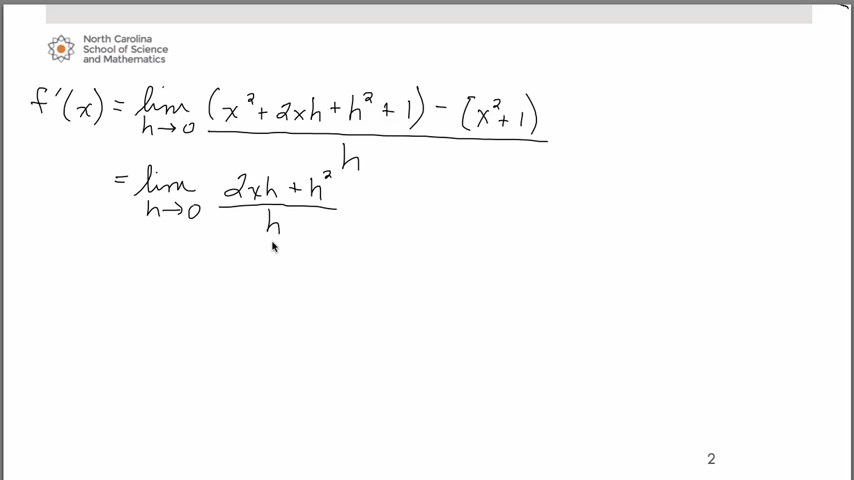 North Carolina
School of Science
and Mathematics
f'(x) = lim h→0 (x² + 2xh + h² + 1) - (x² + 1) / h
= lim h→0 2xh + h² / h
2